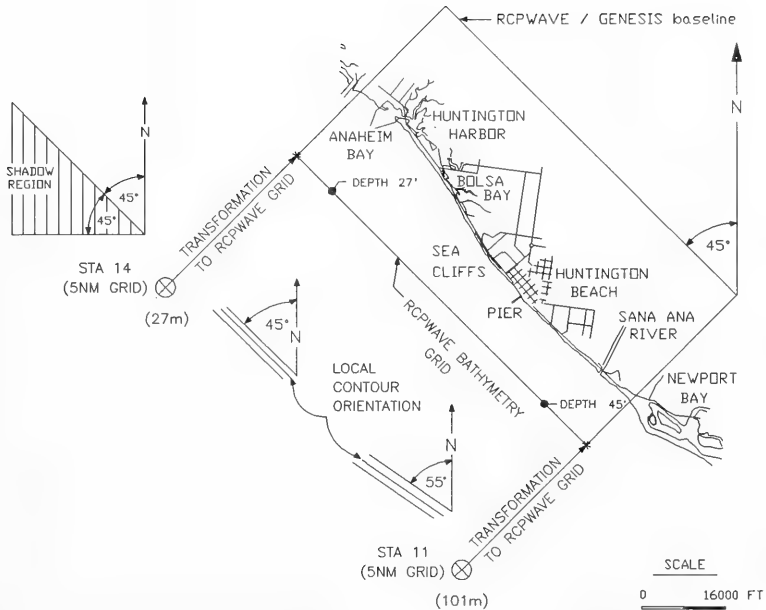 RCPWAVE / GENESIS baseline
N
HUNTINGTON
HARBOR
ANAHEIM
BAY
N
SHADOW
REGION
45°
45°
DEPTH 27'
BOLSA
BAY
TRANSFORMATION
TO RCPWAVE GRID
45°
SEA
CLIFFS
HUNTINGTON
BEACH
STA 14
(5NM GRID)
(27m)
PIER
SANA ANA
RIVER
45°
N
RCPWAVE BATHYMETRY
GRID
LOCAL
CONTOUR
ORIENTATION
NEWPORT
BAY
DEPTH 45'
N
55°
TRANSFORMATION
TO RCPWAVE GRID
STA 11
(5NM GRID)
(101m)
SCALE
0 16000 FT